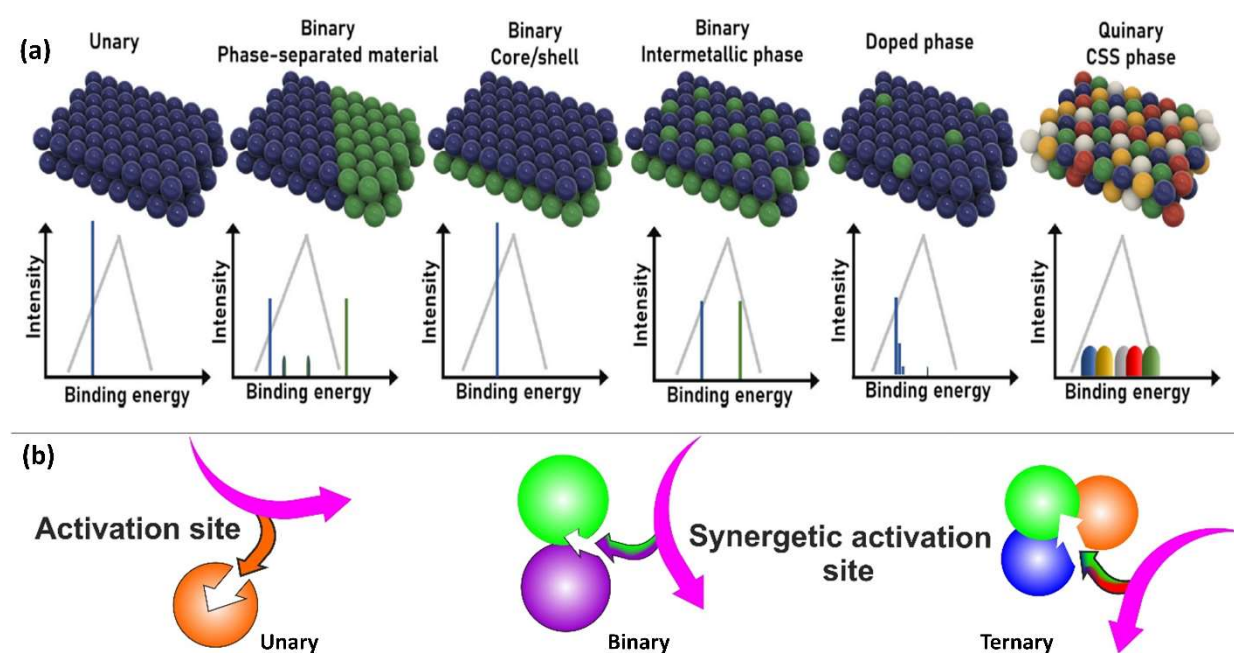 (a)
Unary
Binary
Phase-separated material
Binary
Core/shell
Binary
Intermetallic phase
Doped phase
Quinary
CSS phase
Intensity
Binding energy
Intensity
Binding energy
Intensity
Binding energy
Intensity
Binding energy
Intensity
Binding energy
Intensity
Binding energy
(b)
Activation site
Unary
Binary
Synergetic activation
site
Ternary